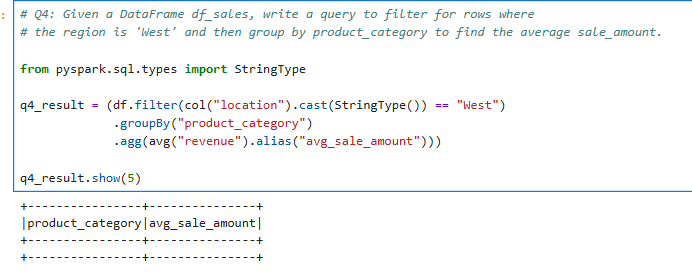 : # Q4: Given a DataFrame df_sales, write a query to filter for rows where
# the region is 'West' and then group by product_category to find the average sale_amount.
from pyspark.sql.types import StringType
q4_result = (df.filter(col("location").cast(StringType()) == "West")
.groupBy("product_category")
.agg(avg("revenue").alias("avg_sale_amount")))
q4_result.show(5)
+----------------+---------------+
|product_category|avg_sale_amount|
+----------------+---------------+
+----------------+---------------+